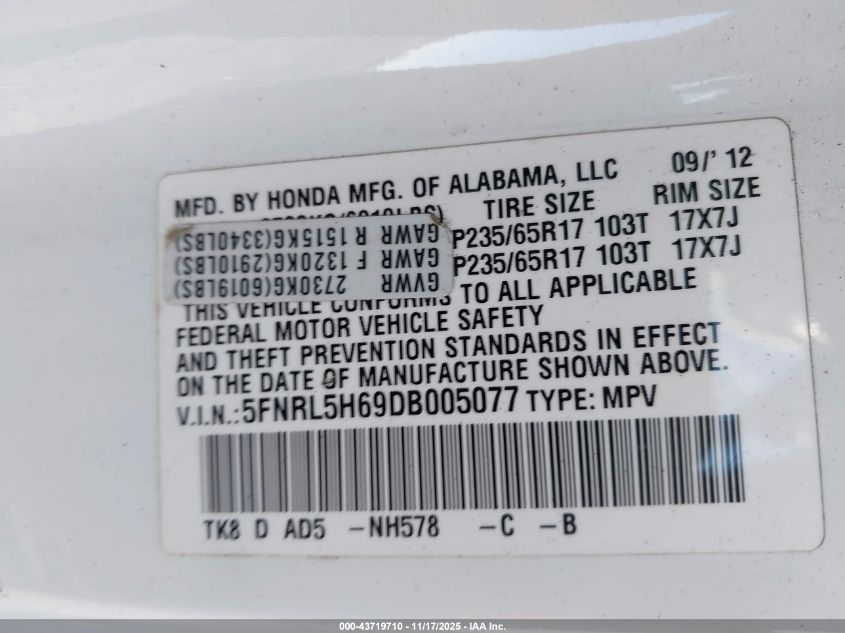 MFD. BY HONDA MFG. OF ALABAMA, LLC 09/' 12
TIRE SIZE RIM SIZE
GAWR R 1515KG(3340LBS) P235/65R17 103T 17X7J
GAWR F 1320KG(2910LBS) P235/65R17 103T 17X7J
GVWR 2730KG(6019LBS)
THIS VEHICLE CONFORMS TO ALL APPLICABLE
FEDERAL MOTOR VEHICLE SAFETY
AND THEFT PREVENTION STANDARDS IN EFFECT
ON THE DATE OF MANUFACTURE SHOWN ABOVE.
V.I.N.:5FNRL5H69DB005077 TYPE: MPV
TK8 D AD5 -NH578 -C -B
000-43719710 - 11/17/2025 - IAA Inc.